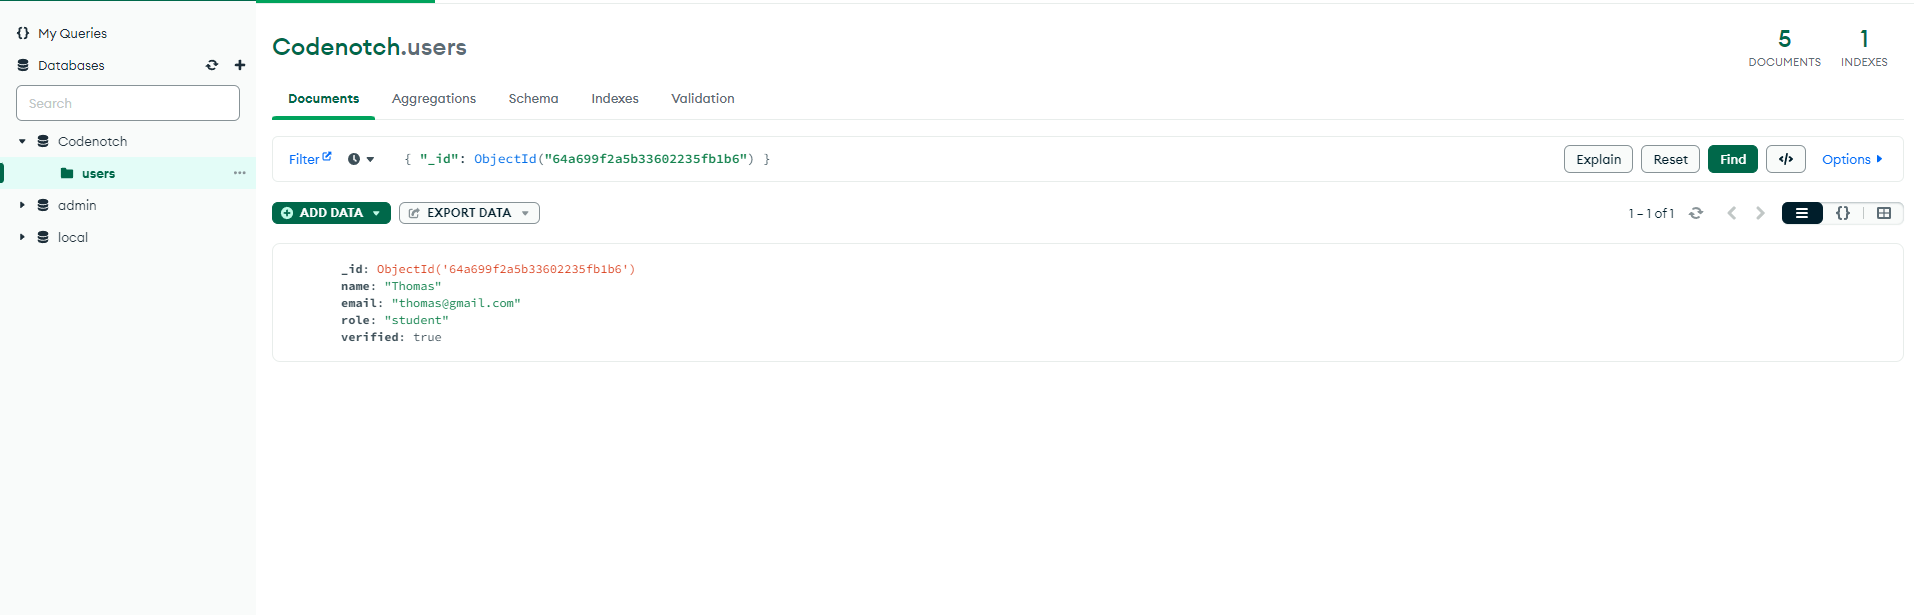 My Queries
Databases
Search
Codenotch
users
admin
local
Codenotch.users
5
DOCUMENTS
1
INDEXES
Documents Aggregations Schema Indexes Validation
Filter { "_id": ObjectId("64a699f2a5b33602235fb1b6") } Explain Reset Find </> Options
ADD DATA EXPORT DATA 1 – 1 of 1 {}
_id: ObjectId('64a699f2a5b33602235fb1b6')
name: "Thomas"
email: "thomas@gmail.com"
role: "student"
verified: true